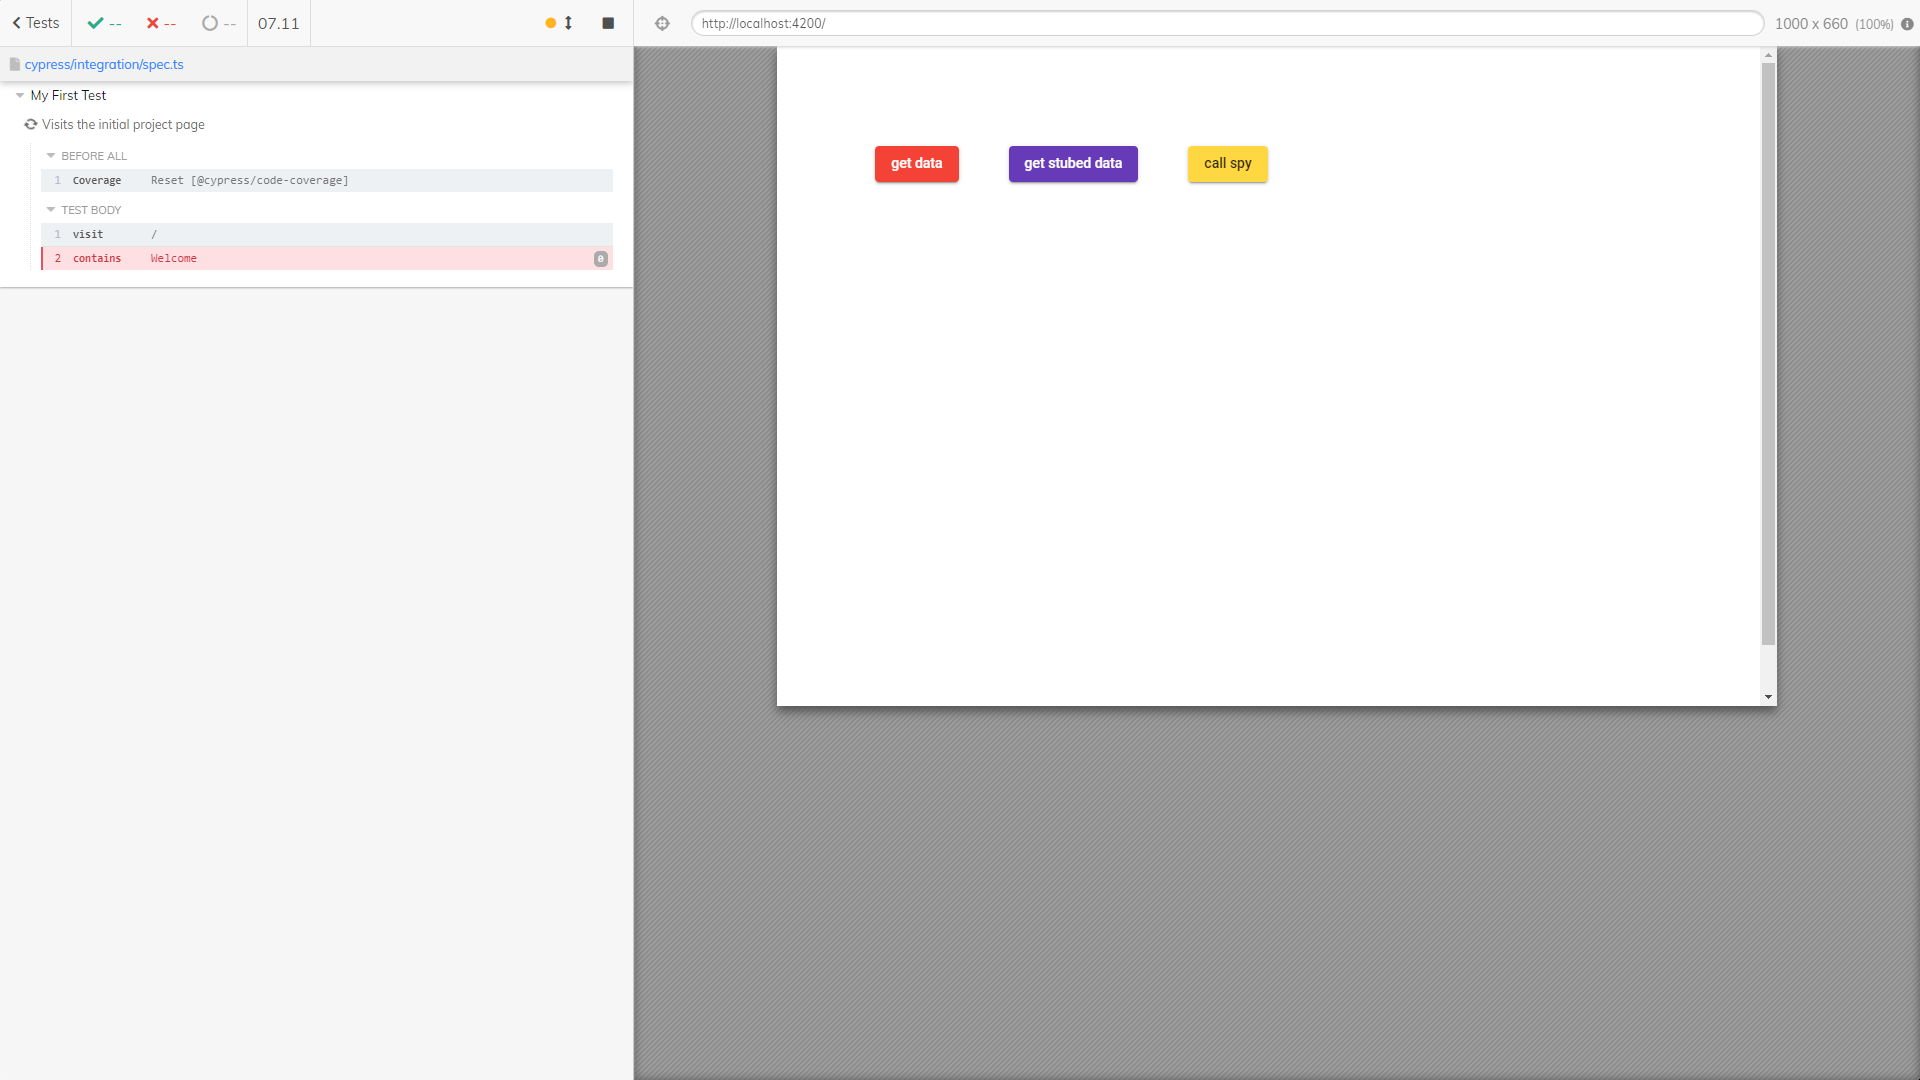 Tests -- -- -- 07.11
http://localhost:4200/ 1000 x 660 (100%)
cypress/integration/spec.ts
My First Test
Visits the initial project page
BEFORE ALL
1 Coverage Reset [@cypress/code-coverage]
TEST BODY
1 visit /
2 contains Welcome 0
get data get stubed data call spy